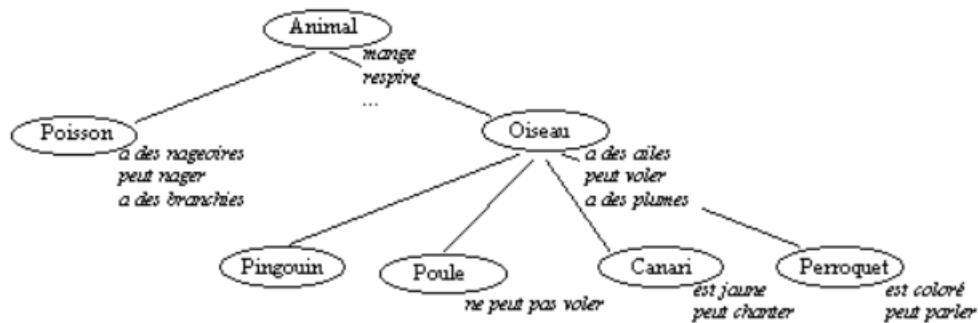 Animal
mange
respire
...
Poisson
a des nageoires
peut nager
a des branchies
Oiseau
a des ailes
peut voler
a des plumes
Pingouin
Poule
ne peut pas voler
Canari
est jaune
peut chanter
Perroquet
est coloré
peut parler